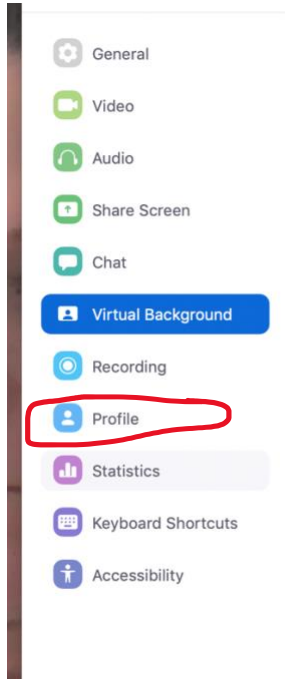 General
Video
Audio
Share Screen
Chat
Virtual Background
Recording
Profile
Statistics
Keyboard Shortcuts
Accessibility